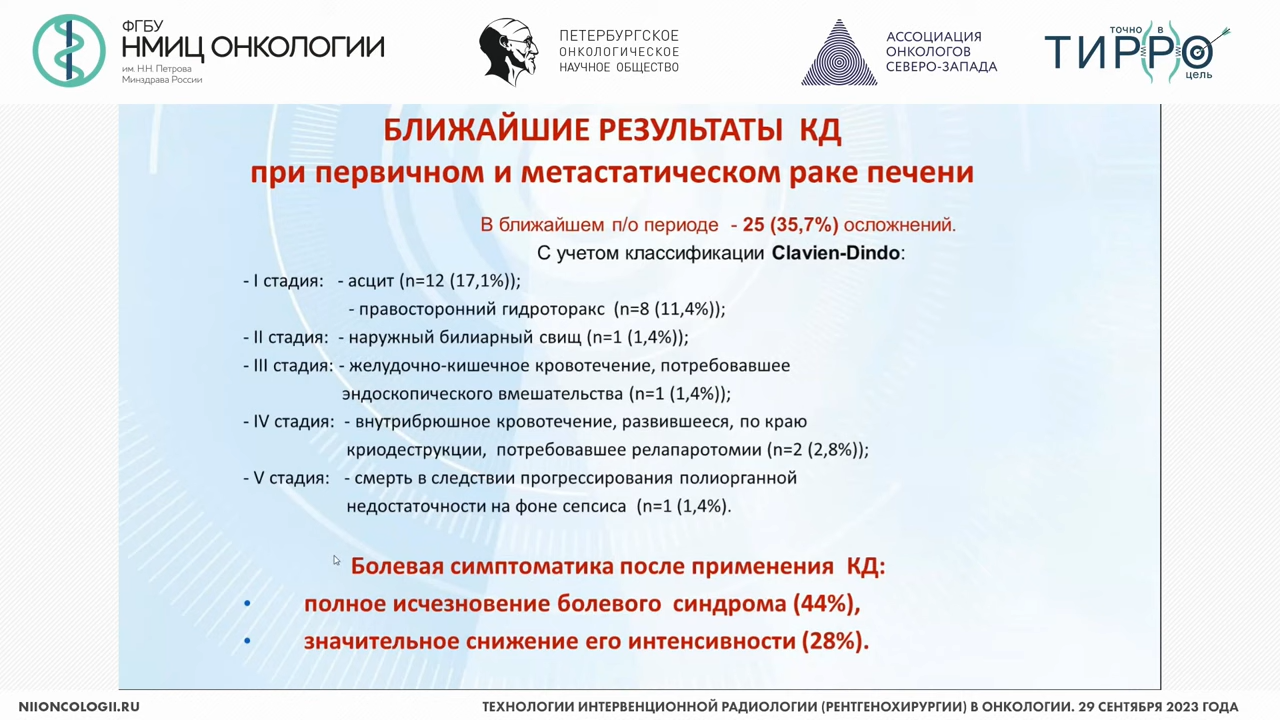 ФГБУ
НМИЦ ОНКОЛОГИИ
им. Н.Н. Петрова
Минздрава России
ПЕТЕРБУРГСКОЕ
ОНКОЛОГИЧЕСКОЕ
НАУЧНОЕ ОБЩЕСТВО
АССОЦИАЦИЯ
ОНКОЛОГОВ
СЕВЕРО-ЗАПАДА
точно в
ТИРРО
цель
БЛИЖАЙШИЕ РЕЗУЛЬТАТЫ КД
при первичном и метастатическом раке печени
В ближайшем п/о периоде - 25 (35,7%) осложнений.
С учетом классификации Clavien-Dindo:
- I стадия: - асцит (n=12 (17,1%));
- правосторонний гидроторакс (n=8 (11,4%));
- II стадия: - наружный билиарный свищ (n=1 (1,4%));
- III стадия: - желудочно-кишечное кровотечение, потребовавшее
эндоскопического вмешательства (n=1 (1,4%));
- IV стадия: - внутрибрюшное кровотечение, развившееся, по краю
криодеструкции, потребовавшее релапаротомии (n=2 (2,8%));
- V стадия: - смерть в следствии прогрессирования полиорганной
недостаточности на фоне сепсиса (n=1 (1,4%).
Болевая симптоматика после применения КД:
• полное исчезновение болевого синдрома (44%),
• значительное снижение его интенсивности (28%).
NIIONCOLOGII.RU
ТЕХНОЛОГИИ ИНТЕРВЕНЦИОННОЙ РАДИОЛОГИИ (РЕНТГЕНОХИРУРГИИ) В ОНКОЛОГИИ. 29 СЕНТЯБРЯ 2023 ГОДА